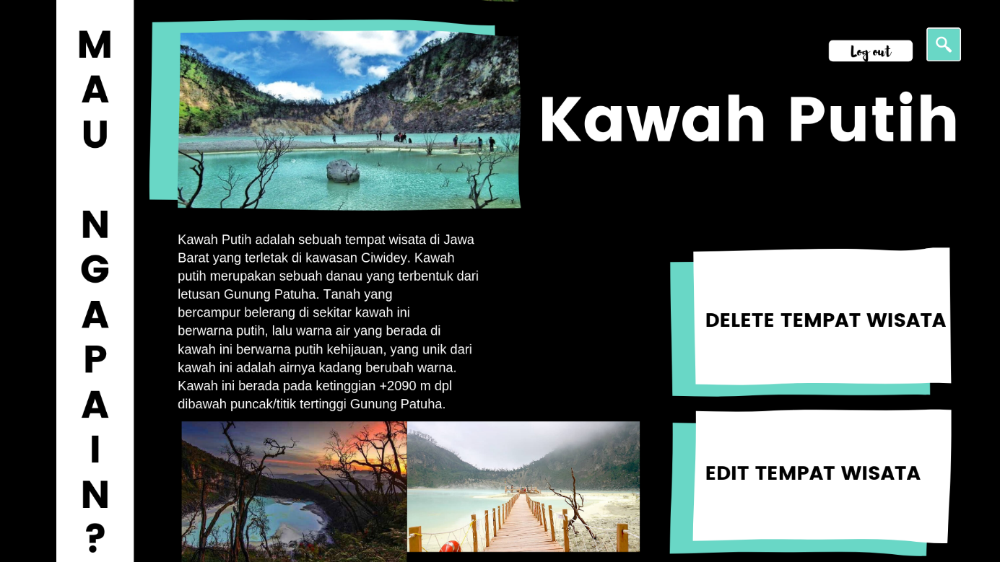 MAU NGAPAIN?
Log out
Kawah Putih
Kawah Putih adalah sebuah tempat wisata di Jawa
Barat yang terletak di kawasan Ciwidey. Kawah
putih merupakan sebuah danau yang terbentuk dari
letusan Gunung Patuha. Tanah yang
bercampur belerang di sekitar kawah ini
berwarna putih, lalu warna air yang berada di
kawah ini berwarna putih kehijauan, yang unik dari
kawah ini adalah airnya kadang berubah warna.
Kawah ini berada pada ketinggian +2090 m dpl
dibawah puncak/titik tertinggi Gunung Patuha.
DELETE TEMPAT WISATA
EDIT TEMPAT WISATA